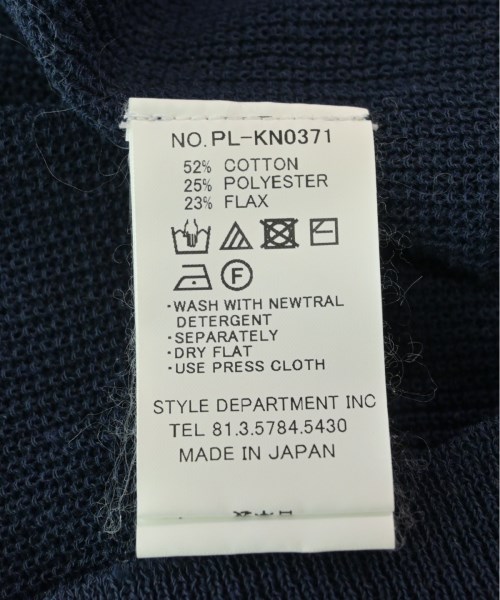 NO. PL-KN0371
52% COTTON
25% POLYESTER
23% FLAX
F
・WASH WITH NEWTRAL
DETERGENT
・SEPARATELY
・DRY FLAT
・USE PRESS CLOTH
STYLE DEPARTMENT INC
TEL 81.3.5784.5430
MADE IN JAPAN